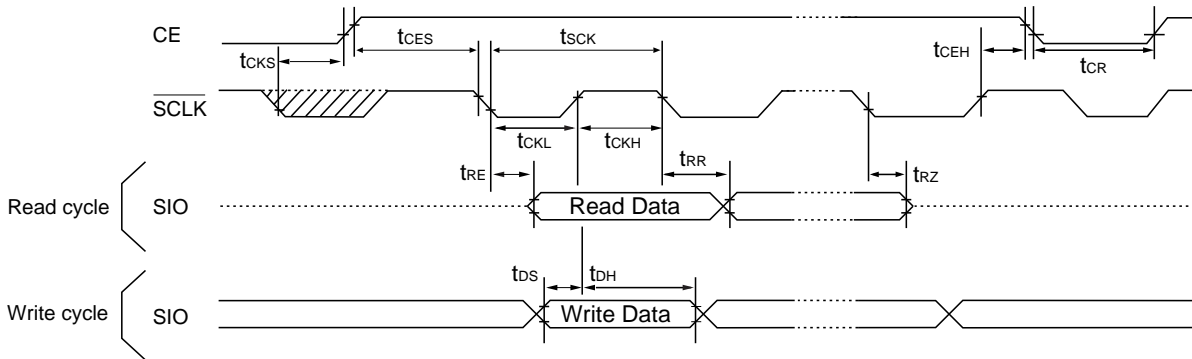 CE
tCKS
tCES
tSCK
tCEH
tCR
SCLK
tCKL
tCKH
tRE
tRR
tRZ
Read cycle
SIO
Read Data
tDS
tDH
Write cycle
SIO
Write Data